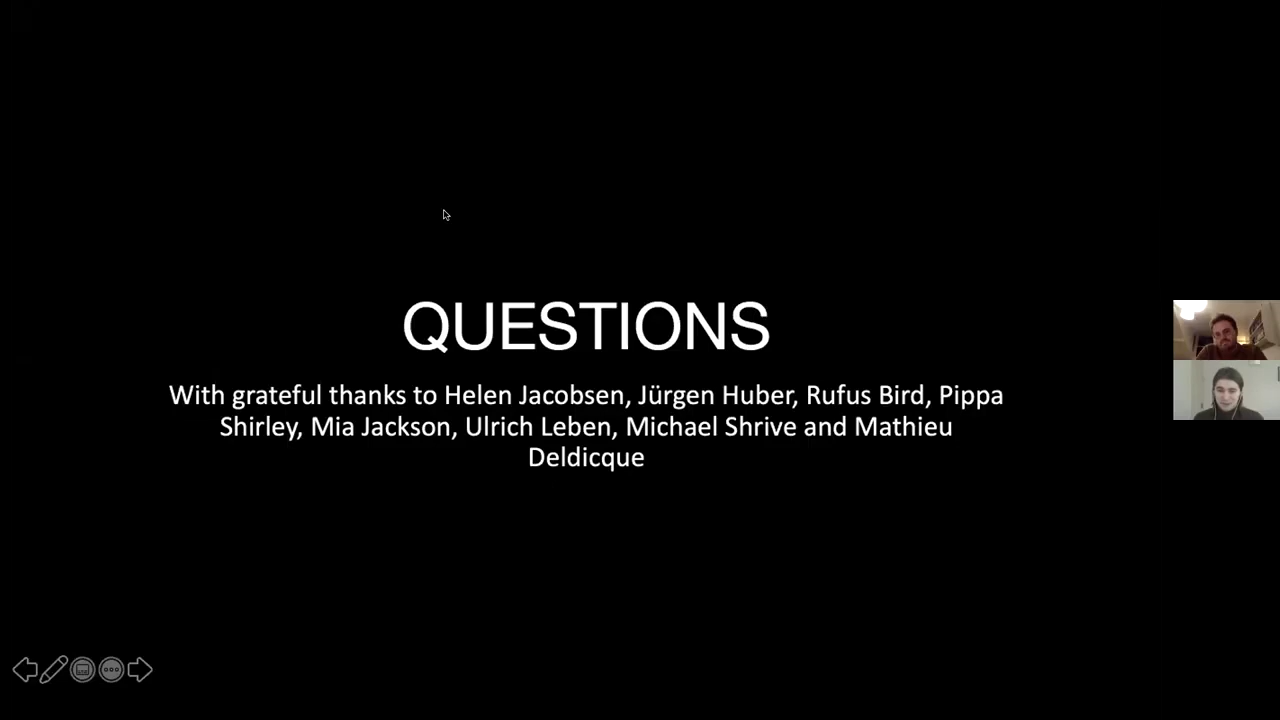 QUESTIONS
With grateful thanks to Helen Jacobsen, Jürgen Huber, Rufus Bird, Pippa
Shirley, Mia Jackson, Ulrich Leben, Michael Shrive and Mathieu
Deldicque